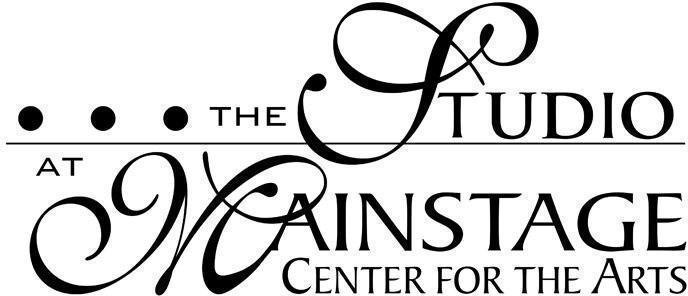 THE STUDIO
AT MAINSTAGE
CENTER FOR THE ARTS